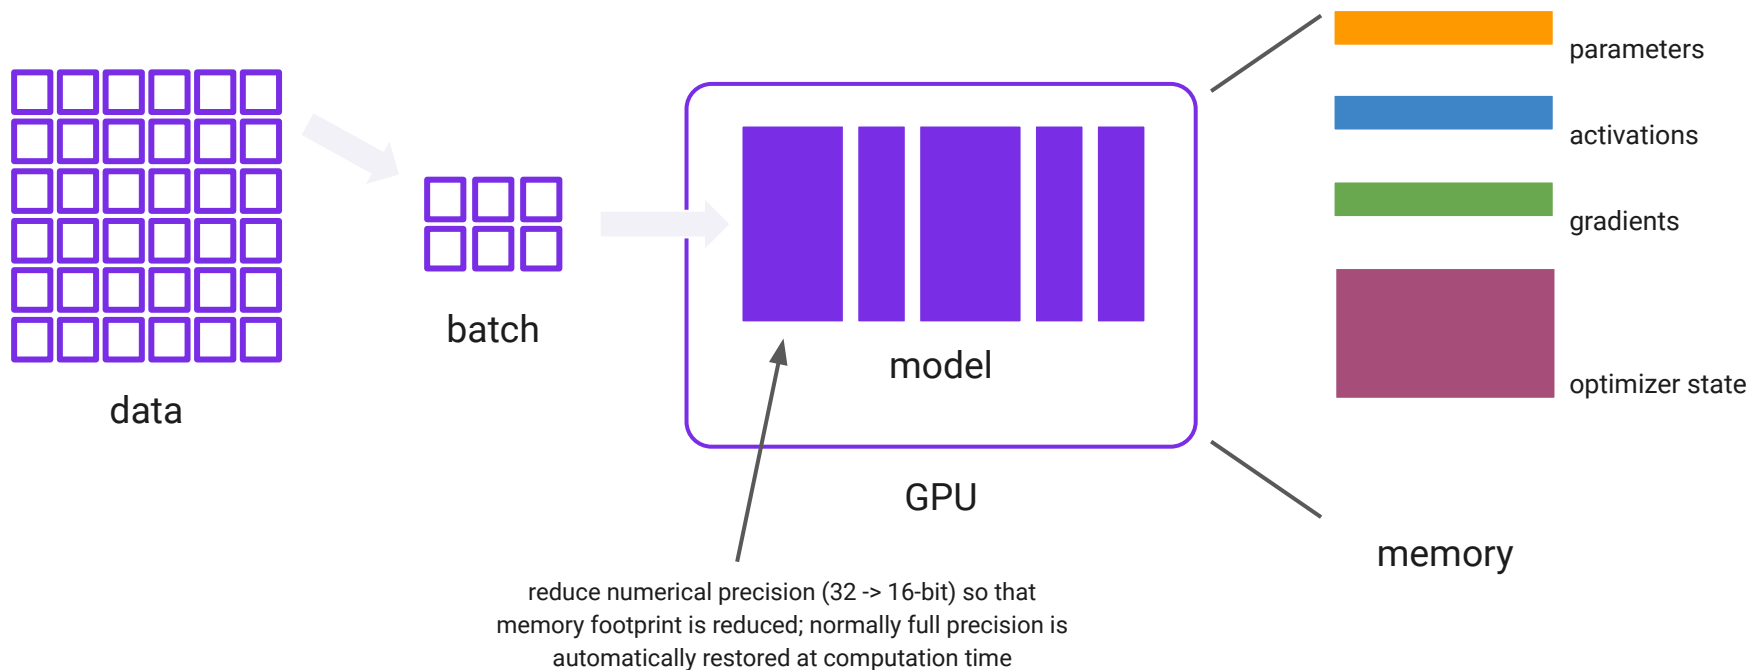 data
batch
model
GPU
reduce numerical precision (32 -> 16-bit) so that
memory footprint is reduced; normally full precision is
automatically restored at computation time
parameters
activations
gradients
optimizer state
memory